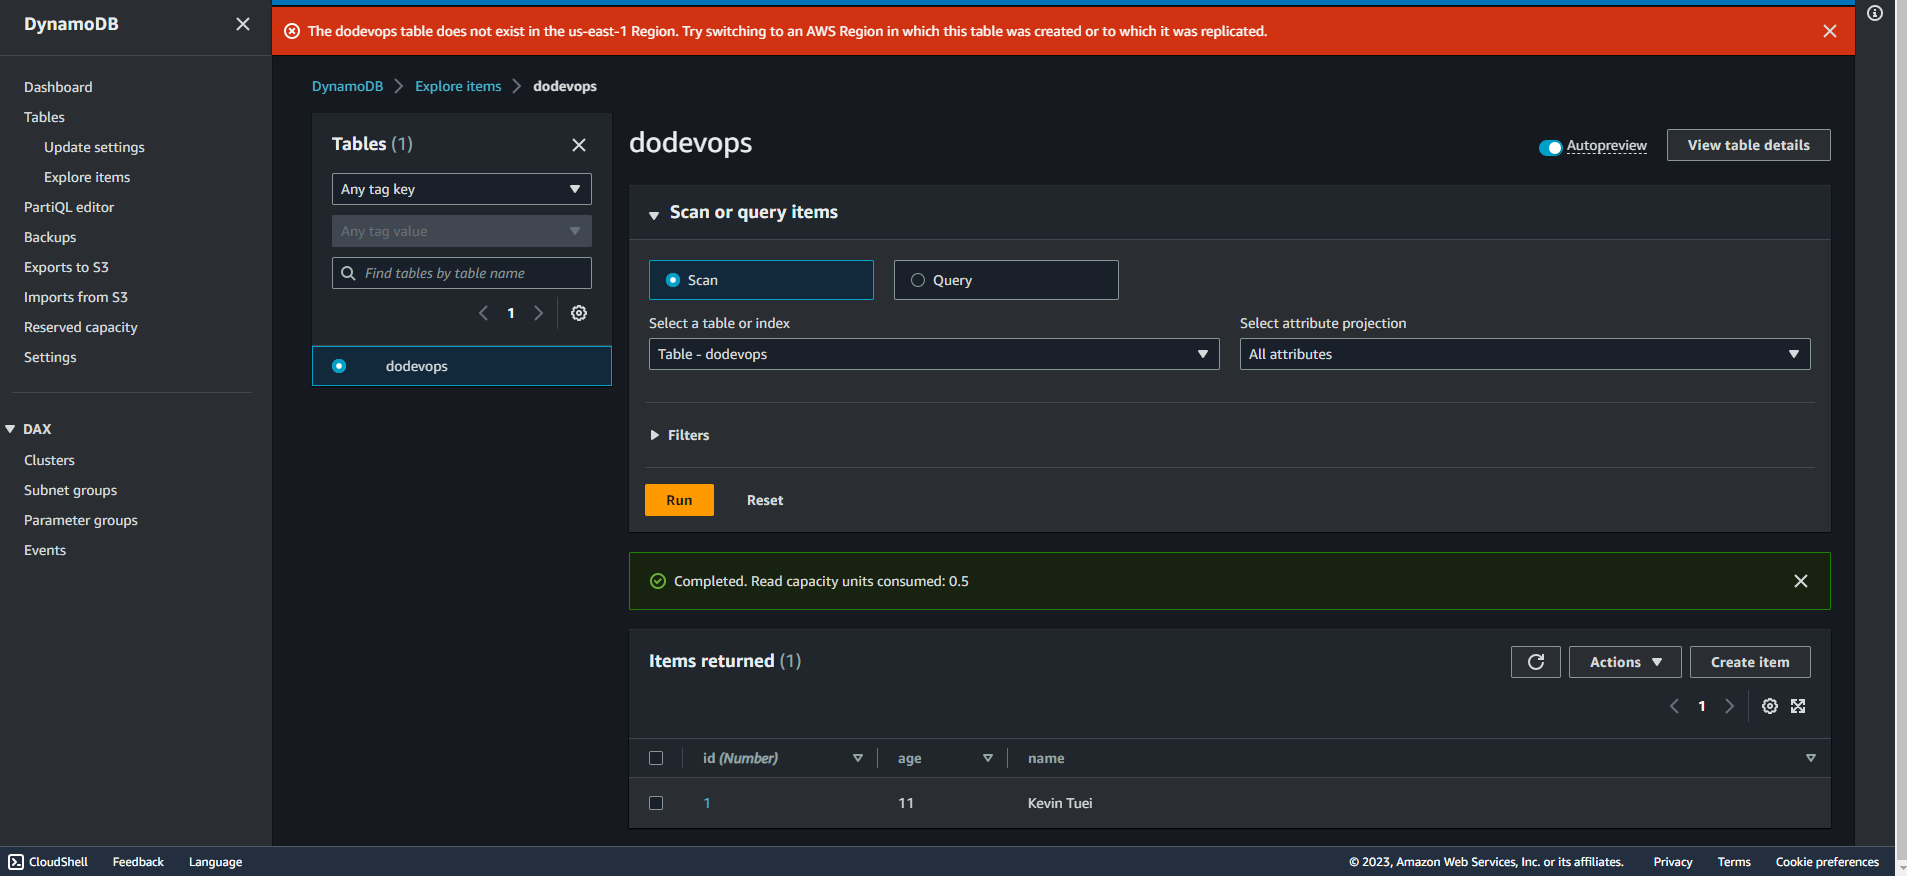 DynamoDB
The dodevops table does not exist in the us-east-1 Region. Try switching to an AWS Region in which this table was created or to which it was replicated.
Dashboard
Tables
Update settings
Explore items
PartiQL editor
Backups
Exports to S3
Imports from S3
Reserved capacity
Settings
DAX
Clusters
Subnet groups
Parameter groups
Events
DynamoDB Explore items dodevops
Tables (1)
Any tag key
Any tag value
Find tables by table name
1
dodevops
dodevops
Autopreview
View table details
Scan or query items
Scan
Query
Select a table or index
Table - dodevops
Select attribute projection
All attributes
Filters
Run
Reset
Completed. Read capacity units consumed: 0.5
Items returned (1)
Actions
Create item
1
id (Number) age name
1 11 Kevin Tuei
CloudShell Feedback Language
© 2023, Amazon Web Services, Inc. or its affiliates. Privacy Terms Cookie preferences